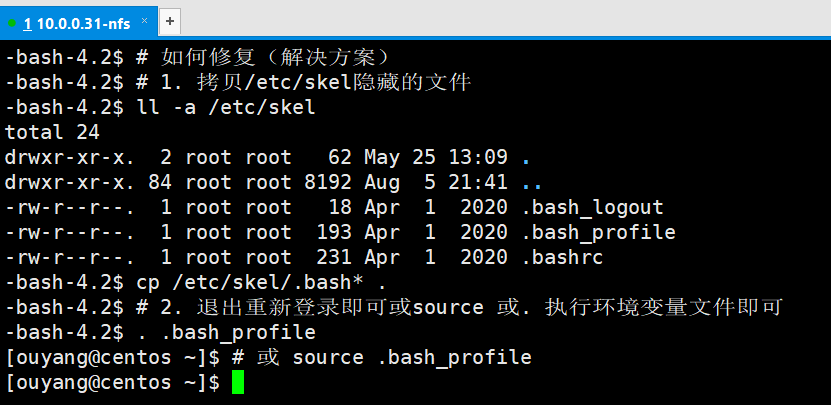 1 10.0.0.31-nfs × +
-bash-4.2$ # 如何修复（解决方案）
-bash-4.2$ # 1. 拷贝/etc/skel隐藏的文件
-bash-4.2$ ll -a /etc/skel
total 24
drwxr-xr-x.  2 root root   62 May 25 13:09 .
drwxr-xr-x. 84 root root 8192 Aug  5 21:41 ..
-rw-r--r--.  1 root root   18 Apr  1  2020 .bash_logout
-rw-r--r--.  1 root root  193 Apr  1  2020 .bash_profile
-rw-r--r--.  1 root root  231 Apr  1  2020 .bashrc
-bash-4.2$ cp /etc/skel/.bash* .
-bash-4.2$ # 2. 退出重新登录即可或source 或. 执行环境变量文件即可
-bash-4.2$ . .bash_profile
[ouyang@centos ~]$ # 或 source .bash_profile
[ouyang@centos ~]$